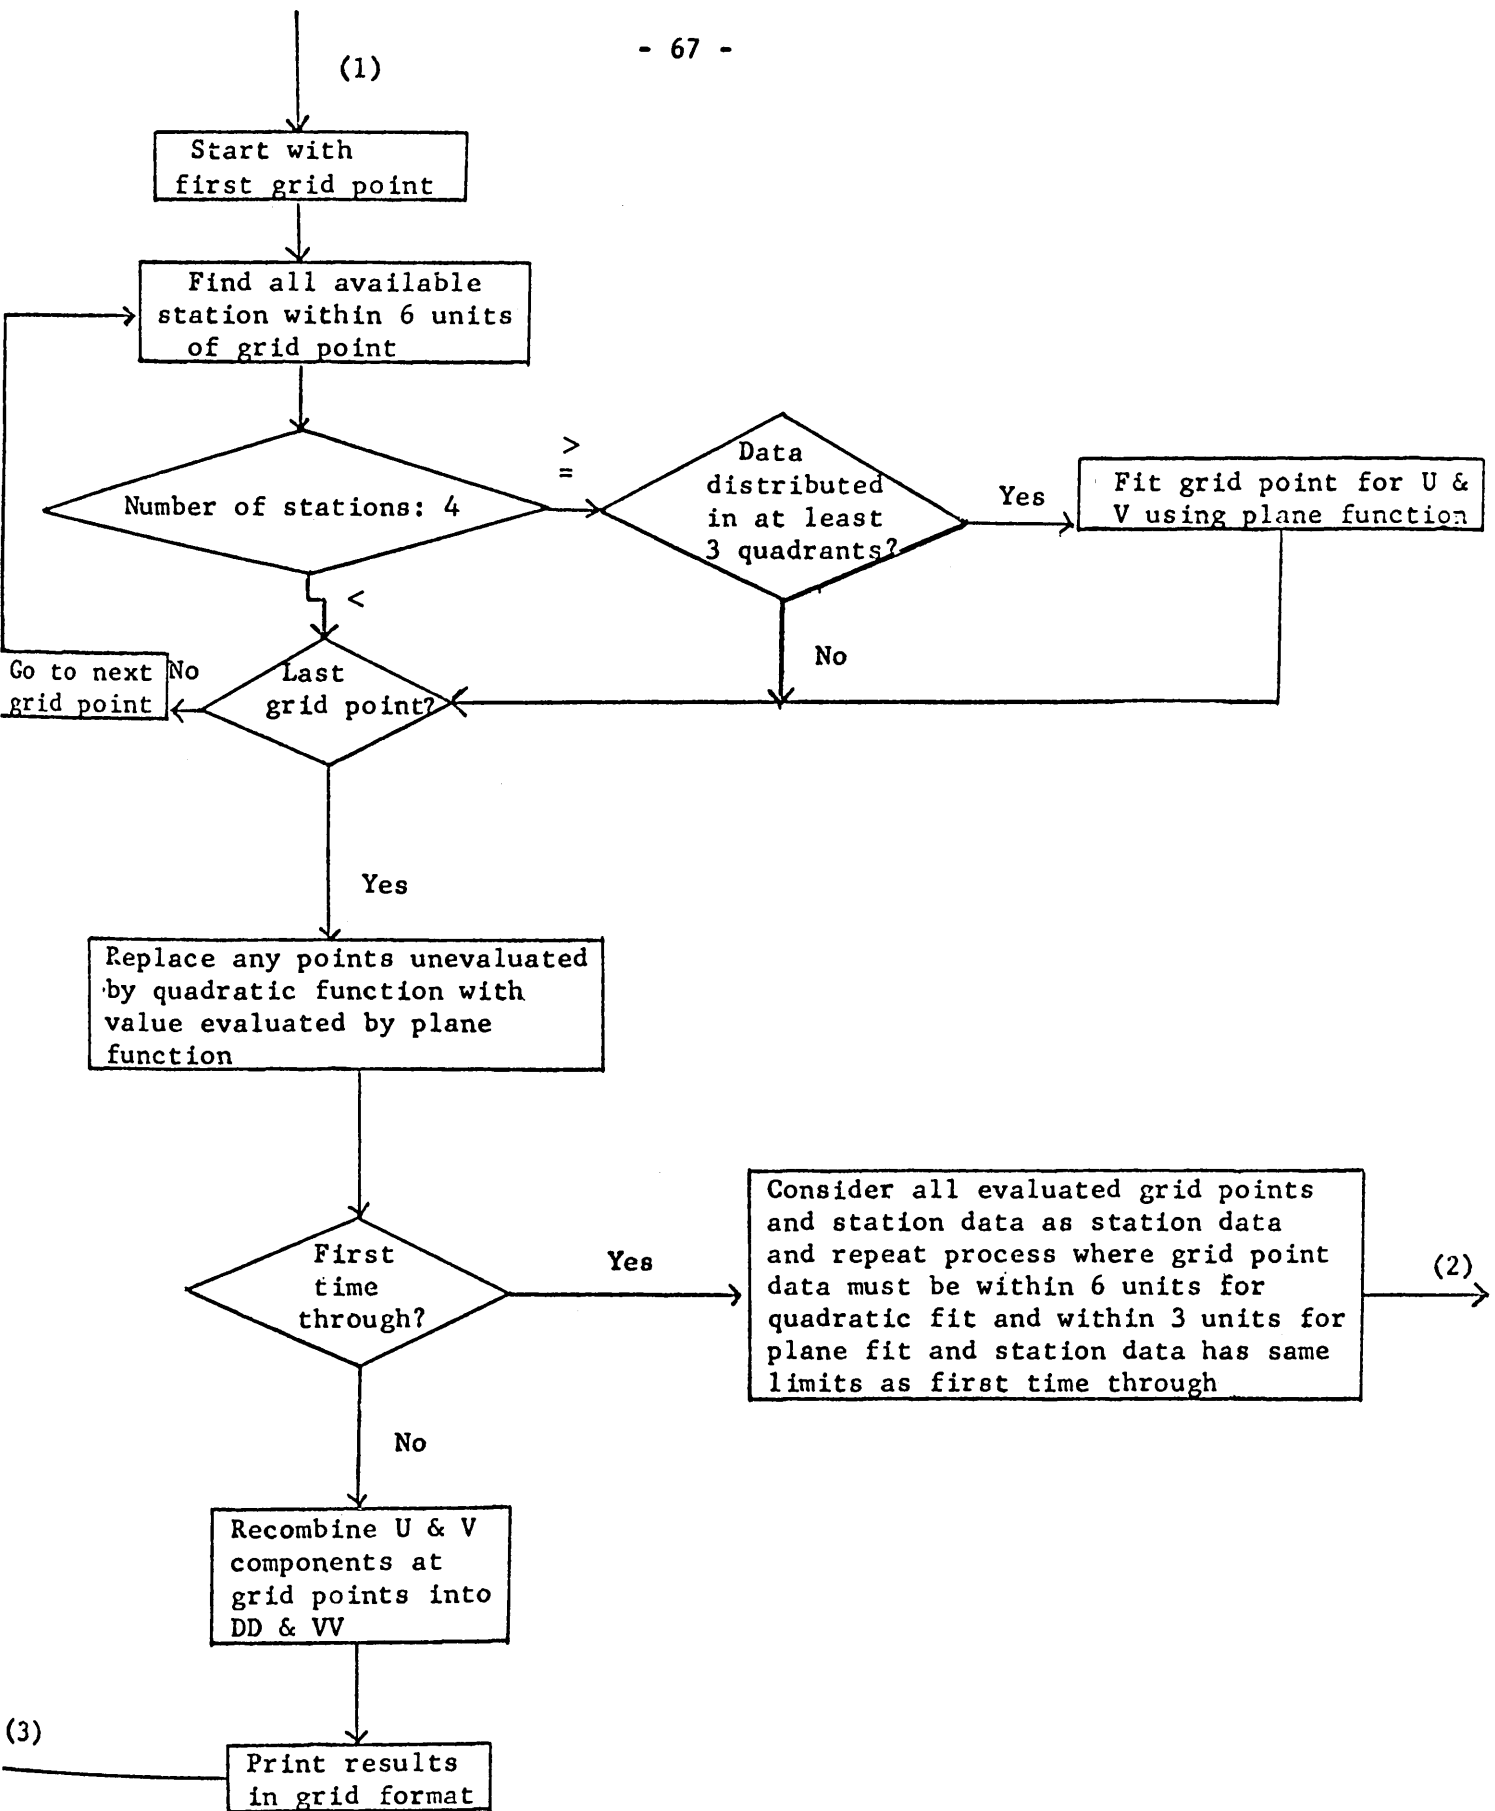 - 67 -
(1)
Start with
first grid point
Find all available
station within 6 units
of grid point
Number of stations: 4
>
=
Data
distributed
in at least
3 quadrants?
Yes
Fit grid point for U &
V using plane function
<
No
Go to next
grid point
No
Last
grid point?
Yes
Replace any points unevaluated
by quadratic function with
value evaluated by plane
function
First
time
through?
Yes
Consider all evaluated grid points
and station data as station data
and repeat process where grid point
data must be within 6 units for
quadratic fit and within 3 units for
plane fit and station data has same
limits as first time through
(2)
No
Recombine U & V
components at
grid points into
DD & VV
(3)
Print results
in grid format